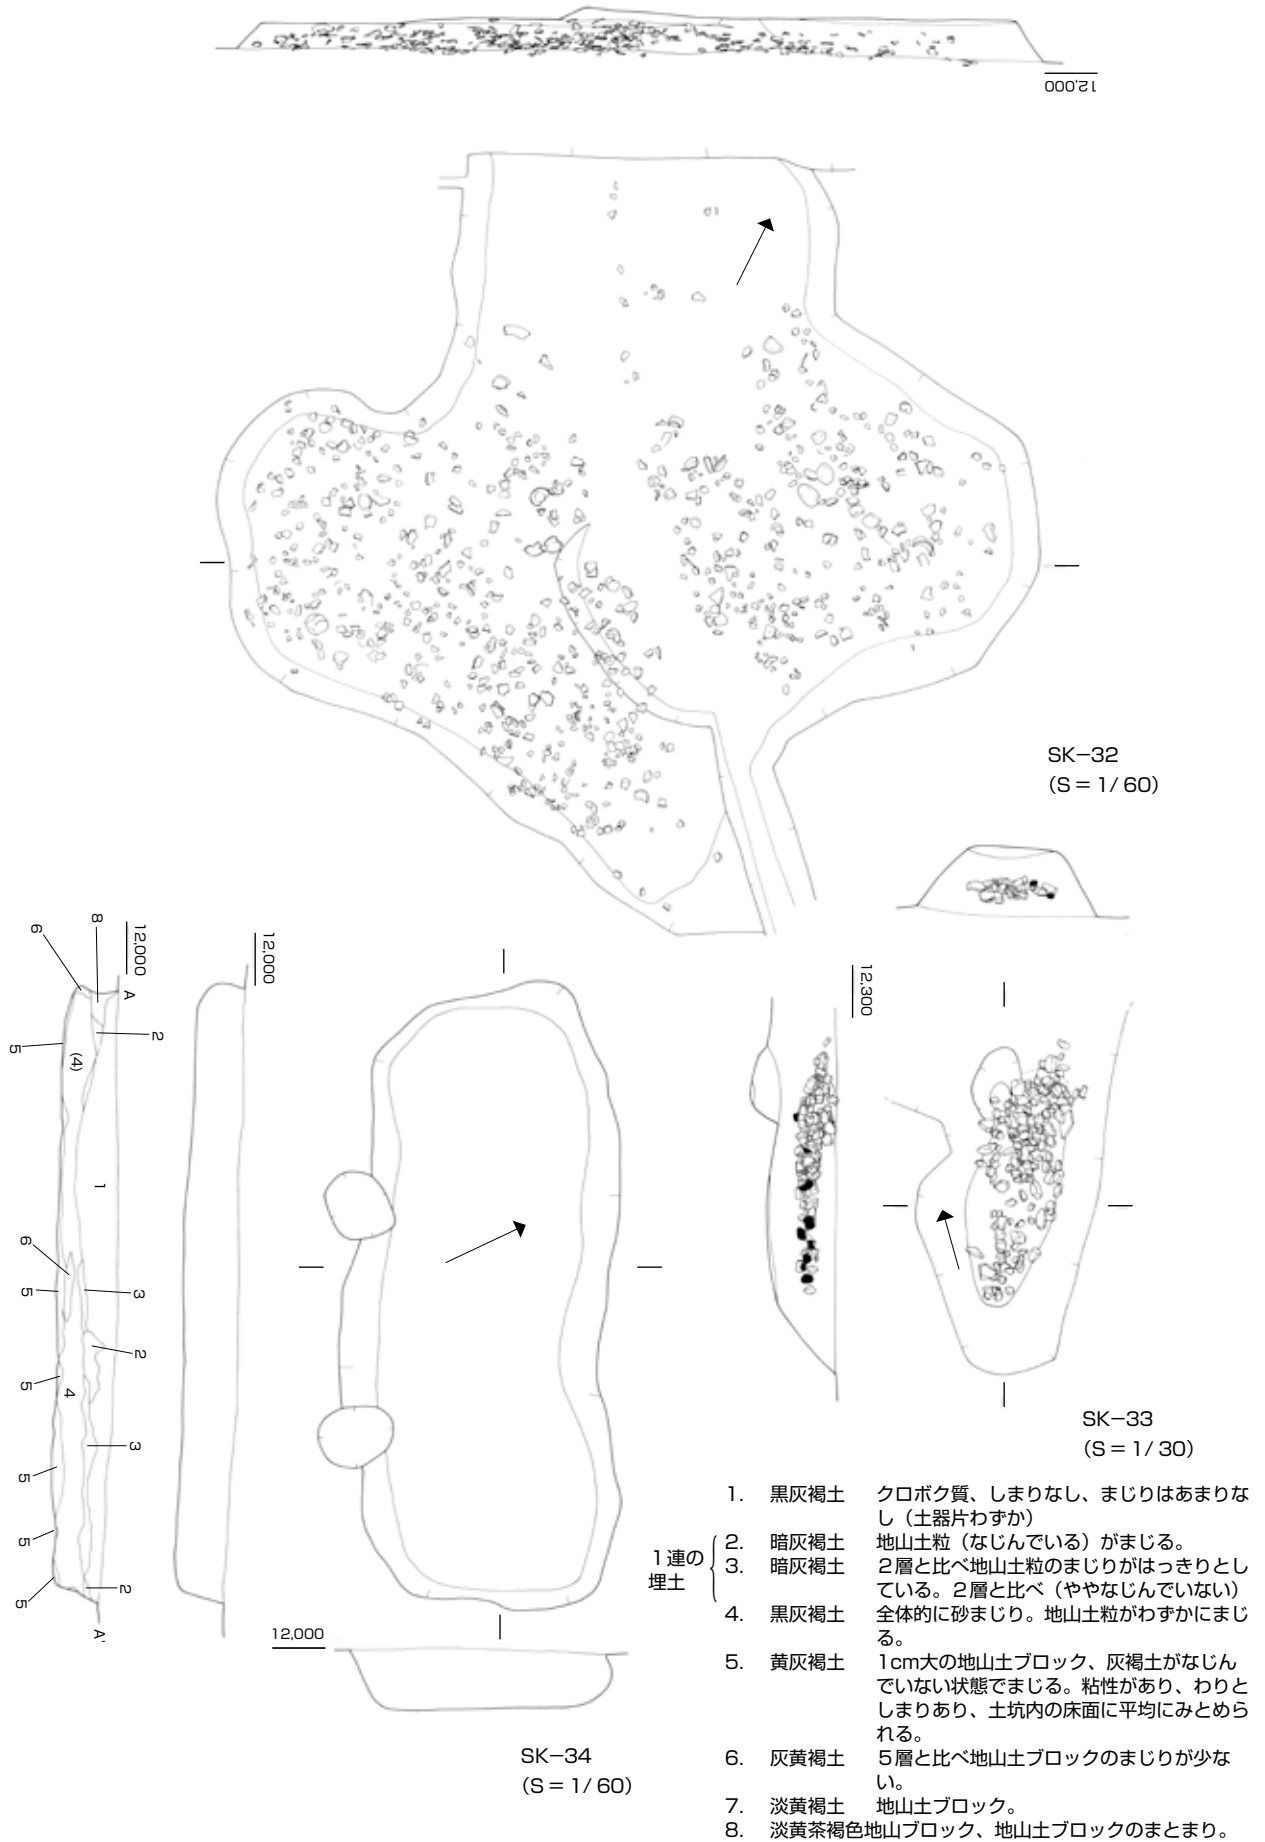 12,000
SK−32
（S＝1/60）
12,000
12,000
12,300
6
8
A
2
5
(4)
1
6
5
3
2
5
4
3
5
5
2
5
A'
SK−33
（S＝1/30）
12,000
SK−34
（S＝1/60）
1連の
埋土
1. 黒灰褐土 クロボク質、しまりなし、まじりはあまりな
し（土器片わずか）
2. 暗灰褐土 地山土粒（なじんでいる）がまじる。
3. 暗灰褐土 2層と比べ地山土粒のまじりがはっきりとし
ている。2層と比べ（ややなじんでいない）
4. 黒灰褐土 全体的に砂まじり。地山土粒がわずかにまじ
る。
5. 黄灰褐土 1cm大の地山土ブロック、灰褐土がなじん
でいない状態でまじる。粘性があり、わりと
しまりあり、土坑内の床面に平均にみとめら
れる。
6. 灰黄褐土 5層と比べ地山土ブロックのまじりが少な
い。
7. 淡黄褐土 地山土ブロック。
8. 淡黄茶褐色地山ブロック、地山土ブロックのまとまり。